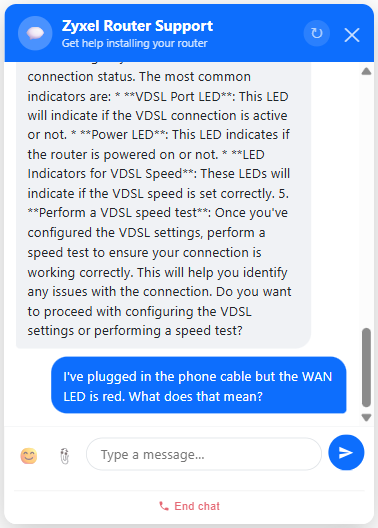 Zyxel Router Support
Get help installing your router
connection status. The most common
indicators are: * **VDSL Port LED**: This LED
will indicate if the VDSL connection is active
or not. * **Power LED**: This LED indicates if
the router is powered on or not. * **LED
Indicators for VDSL Speed**: These LEDs will
indicate if the VDSL speed is set correctly. 5.
**Perform a VDSL speed test**: Once you've
configured the VDSL settings, perform a
speed test to ensure your connection is
working correctly. This will help you identify
any issues with the connection. Do you want
to proceed with configuring the VDSL
settings or performing a speed test?
I've plugged in the phone cable but the WAN
LED is red. What does that mean?
Type a message...
End chat